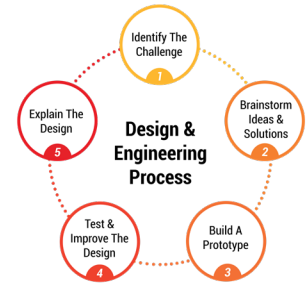 Identify The
Challenge
1
Brainstorm
Ideas &
Solutions
2
Build A
Prototype
3
Test &
Improve The
Design
4
Explain The
Design
5
Design &
Engineering
Process